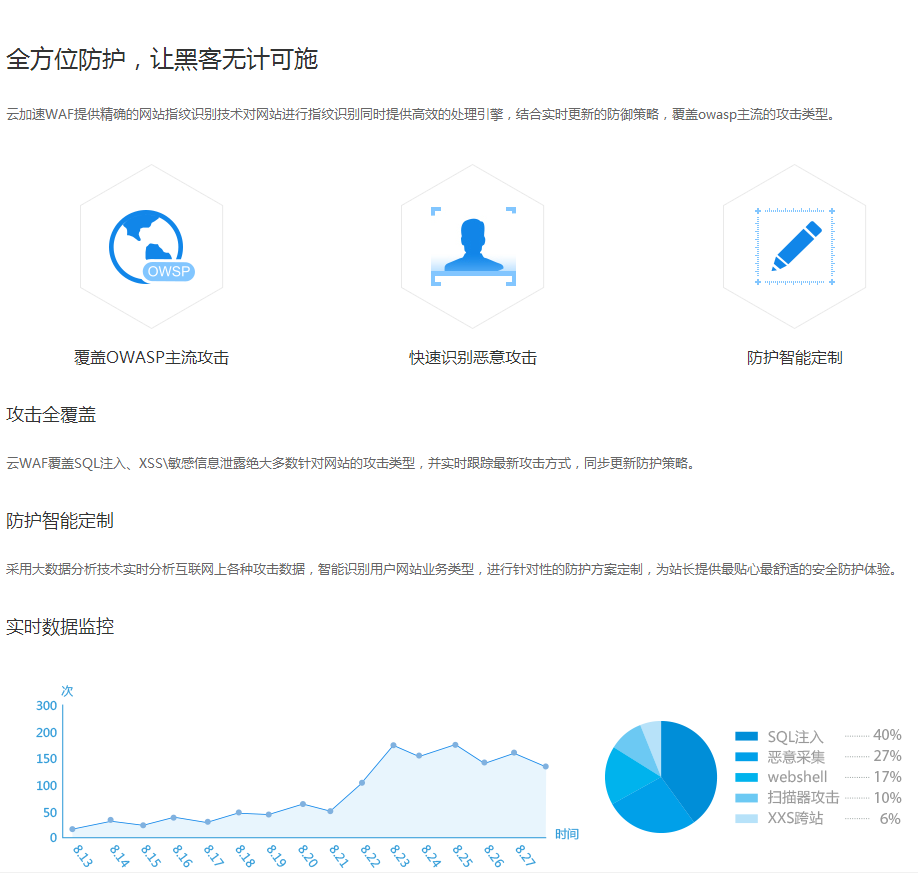 全方位防护，让黑客无计可施
云加速WAF提供精确的网站指纹识别技术对网站进行指纹识别同时提供高效的处理引擎，结合实时更新的防御策略，覆盖owasp主流的攻击类型。
OWSP
覆盖OWASP主流攻击
快速识别恶意攻击
防护智能定制
攻击全覆盖
云WAF覆盖SQL注入、XSS\敏感信息泄露绝大多数针对网站的攻击类型，并实时跟踪最新攻击方式，同步更新防护策略。
防护智能定制
采用大数据分析技术实时分析互联网上各种攻击数据，智能识别用户网站业务类型，进行针对性的防护方案定制，为站长提供最贴心最舒适的安全防护体验。
实时数据监控
次
300
200
150
100
50
0
时间
8.13
8.14
8.15
8.16
8.17
8.18
8.19
8.20
8.21
8.22
8.23
8.24
8.25
8.26
8.27
SQL注入 40%
恶意采集 27%
webshell 17%
扫描器攻击 10%
XXS跨站 6%